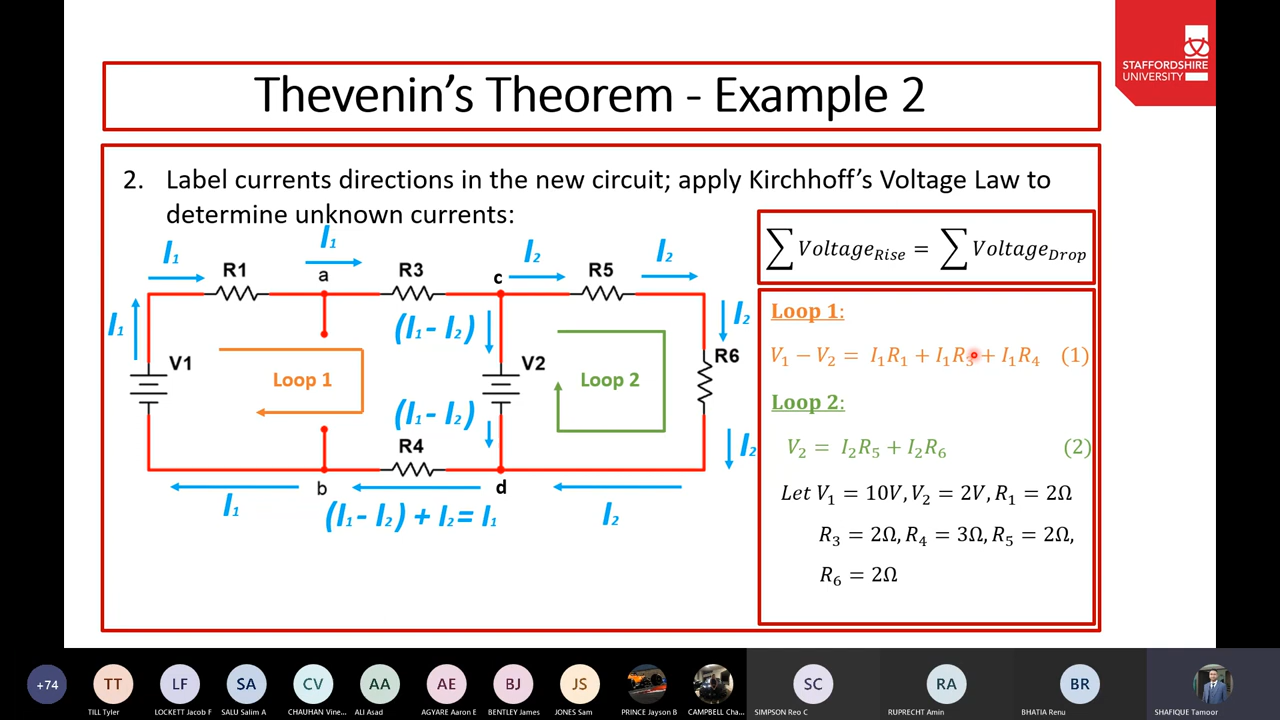 STAFFORDSHIRE
UNIVERSITY
Thevenin's Theorem - Example 2
2. Label currents directions in the new circuit; apply Kirchhoff's Voltage Law to
determine unknown currents:
I₁
I₁
I₂
I₂
R1
a
R3
c
R5
I₁
(I₁ - I₂)
I₂
V1
V2
R6
Loop 1
Loop 2
(I₁ - I₂)
R4
I₂
b
d
I₁
(I₁ - I₂) + I₂ = I₁
I₂
∑ Voltage_Rise = ∑ Voltage_Drop
Loop 1:
V₁ − V₂ = I₁R₁ + I₁R₃ + I₁R₄ (1)
Loop 2:
V₂ = I₂R₅ + I₂R₆ (2)
Let V₁ = 10V, V₂ = 2V, R₁ = 2Ω
R₃ = 2Ω, R₄ = 3Ω, R₅ = 2Ω,
R₆ = 2Ω
+74
TT
LF
SA
CV
AA
AE
BJ
JS
SC
RA
BR
TILL Tyler
LOCKETT Jacob F
SALU Salim A
CHAUHAN Vine...
ALI Asad
AGYARE Aaron E
BENTLEY James
JONES Sam
PRINCE Jayson B
CAMPBELL Cha...
SIMPSON Reo C
RUPRECHT Amin
BHATIA Renu
SHAFIQUE Tamoor